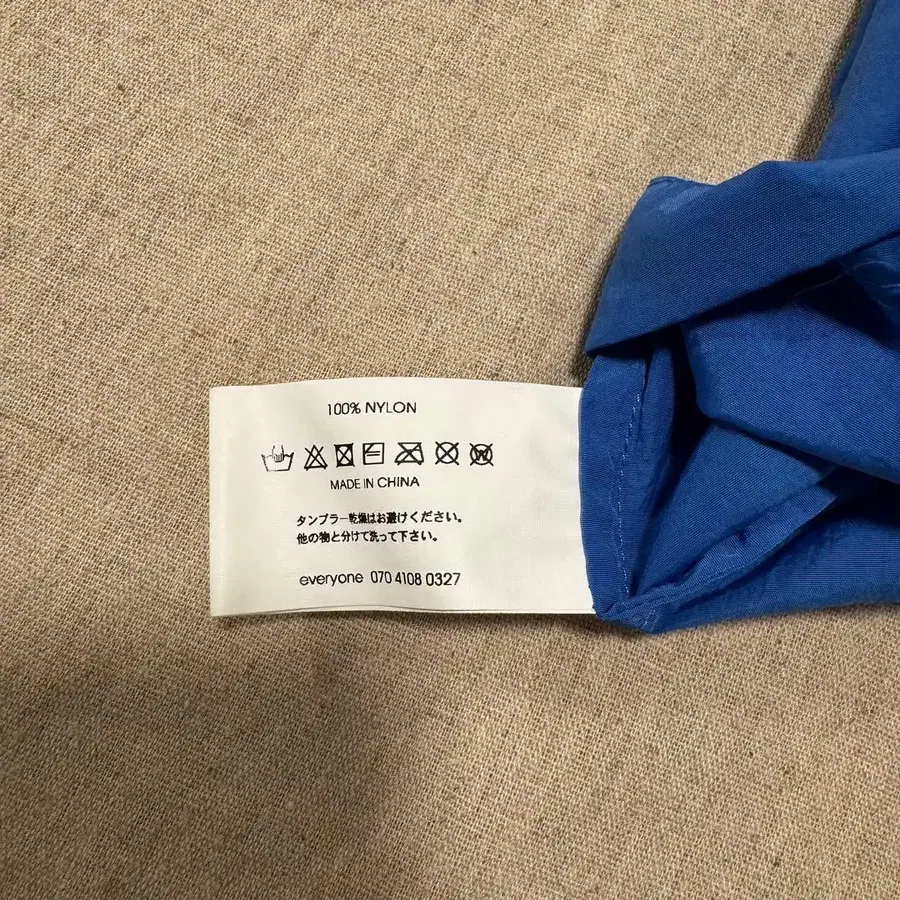 100% NYLON
W
MADE IN CHINA
タンブラー乾燥はお避けください。
他の物と分けて洗って下さい。
everyone 070 4108 0327